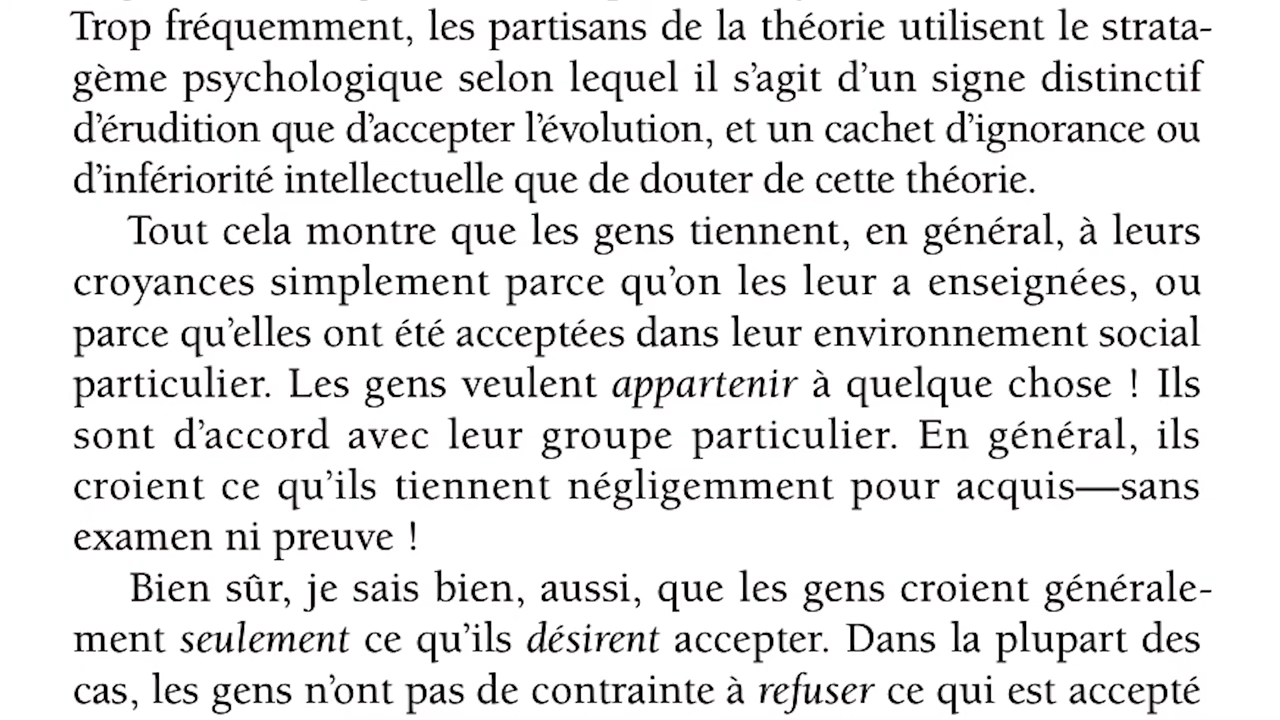 Trop fréquemment, les partisans de la théorie utilisent le strata-
gème psychologique selon lequel il s’agit d’un signe distinctif
d’érudition que d’accepter l’évolution, et un cachet d’ignorance ou
d’infériorité intellectuelle que de douter de cette théorie.
Tout cela montre que les gens tiennent, en général, à leurs
croyances simplement parce qu’on les leur a enseignées, ou
parce qu’elles ont été acceptées dans leur environnement social
particulier. Les gens veulent appartenir à quelque chose ! Ils
sont d’accord avec leur groupe particulier. En général, ils
croient ce qu’ils tiennent négligemment pour acquis—sans
examen ni preuve !
Bien sûr, je sais bien, aussi, que les gens croient générale-
ment seulement ce qu’ils désirent accepter. Dans la plupart des
cas, les gens n’ont pas de contrainte à refuser ce qui est accepté